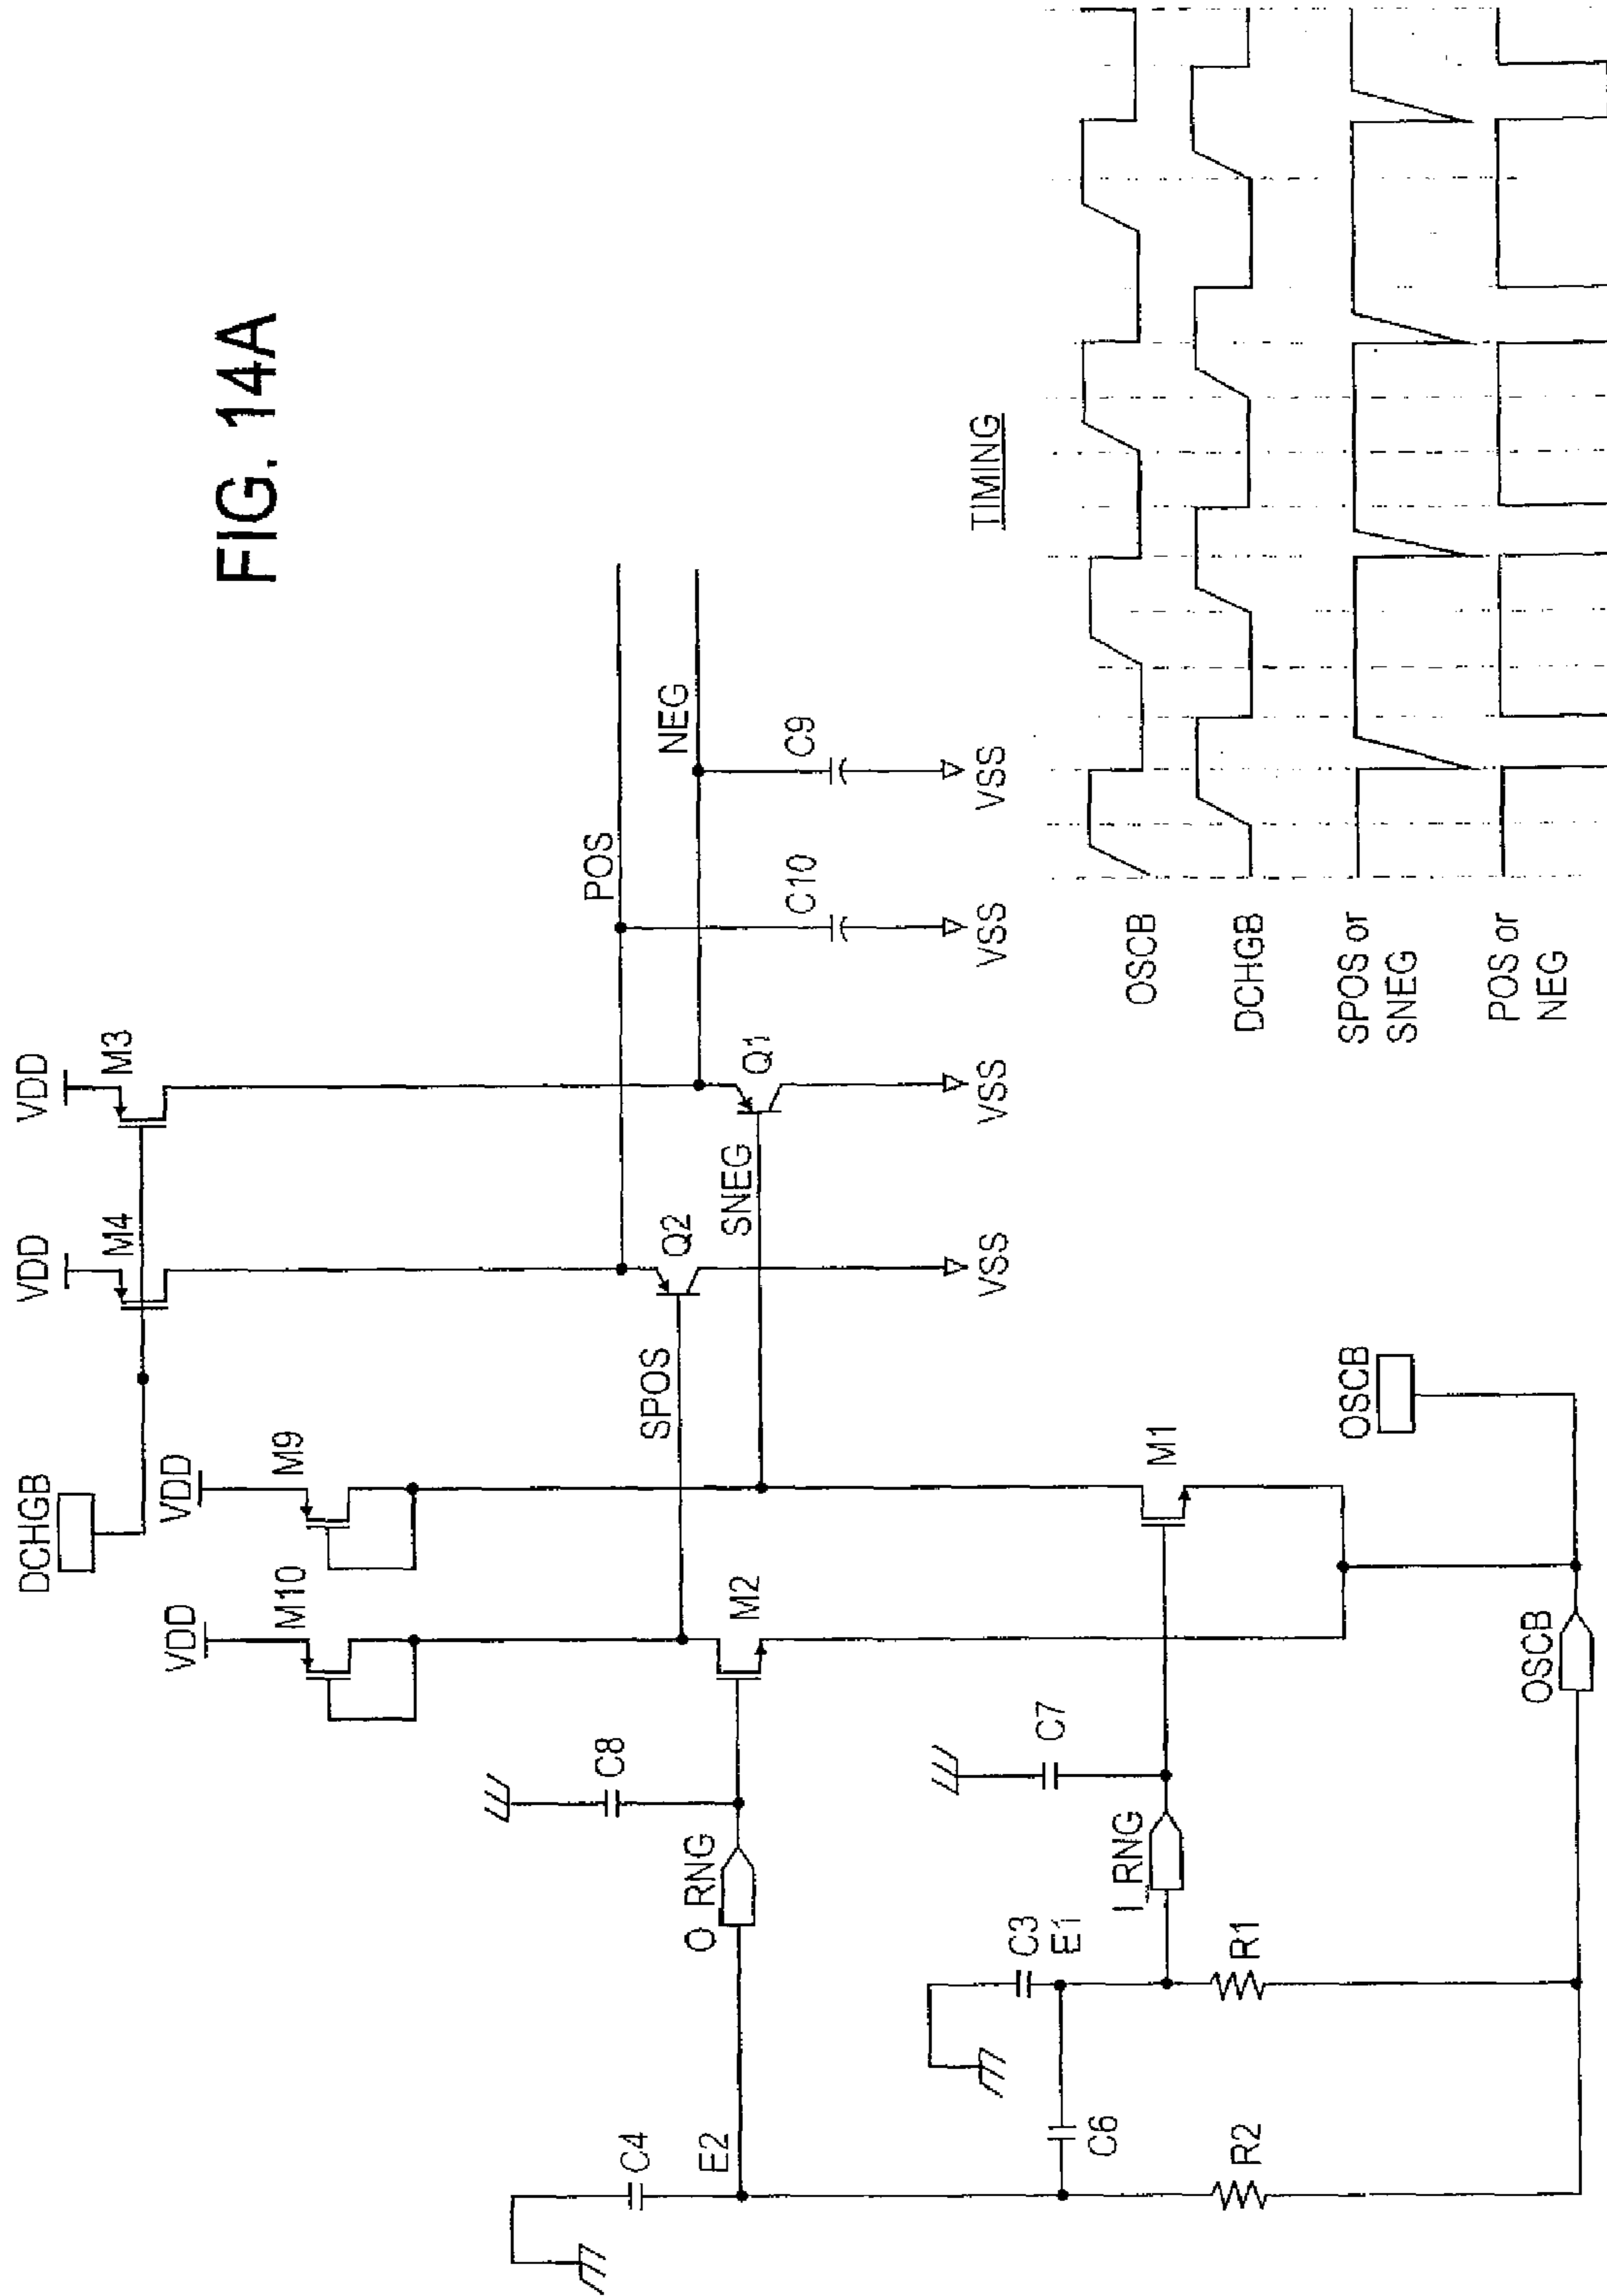 FIG. 14A
DCHGB
VDD
M10
VDD
M9
VDD
M4
VDD
M3
C4
E2
O_RNG
C8
M2
SPOS
Q2
SNEG
Q1
POS
NEG
C10
C9
VSS
VSS
VSS
VSS
C6
C3
E1
I_RNG
C7
M1
R2
R1
OSCB
OSCB
TIMING
OSCB
DCHGB
SPOS or
SNEG
POS or
NEG